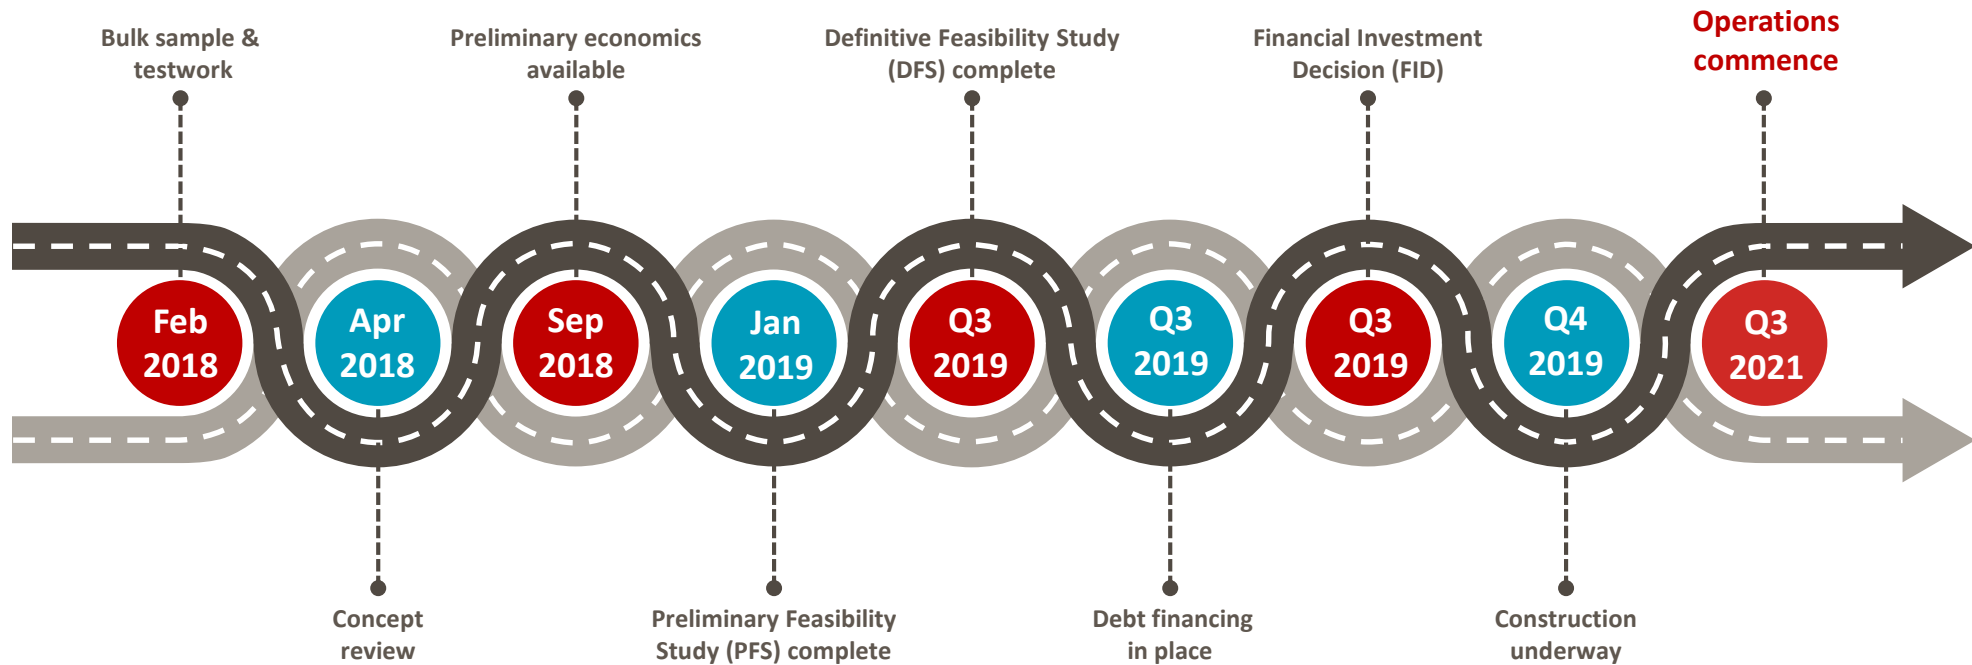 Bulk sample &
testwork
Preliminary economics
available
Definitive Feasibility Study
(DFS) complete
Financial Investment
Decision (FID)
Operations
commence
Feb
2018
Apr
2018
Sep
2018
Jan
2019
Q3
2019
Q3
2019
Q3
2019
Q4
2019
Q3
2021
Concept
review
Preliminary Feasibility
Study (PFS) complete
Debt financing
in place
Construction
underway